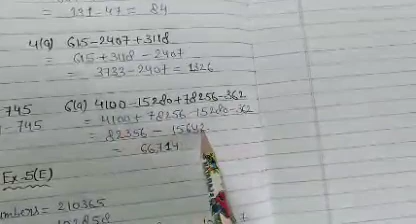 = 131-47 = 84
4(a) 615-2407+3118
= 615+3118-2407
= 3733-2407 = 1326
745
6(a) 4100-15280+78256-362
- 745
= 4100+78256-15280-362
= 82356-15642
= 66714
Ex-5(E)
= 210365